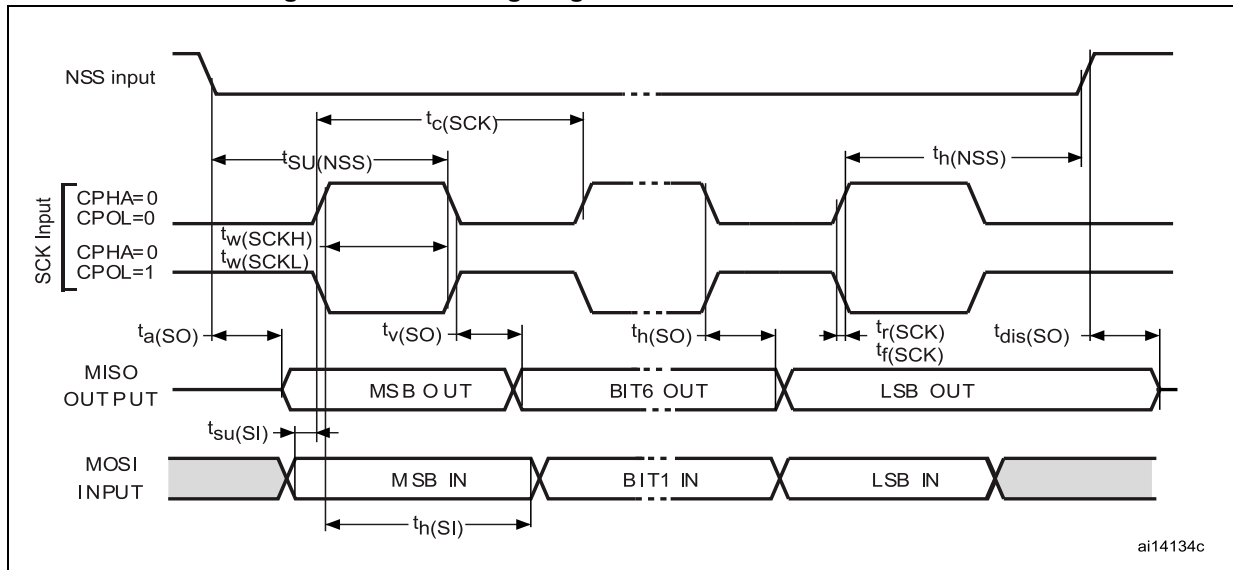 NSS input
tc(SCK)
tSU(NSS)
th(NSS)
SCK Input
CPHA=0
CPOL=0
tw(SCKH)
CPHA=0
tw(SCKL)
CPOL=1
ta(SO)
tv(SO)
th(SO)
tr(SCK)
tf(SCK)
tdis(SO)
MISO
OUTPUT
MSB OUT
BIT6 OUT
LSB OUT
tsu(SI)
MOSI
INPUT
MSB IN
BIT1 IN
LSB IN
th(SI)
ai14134c